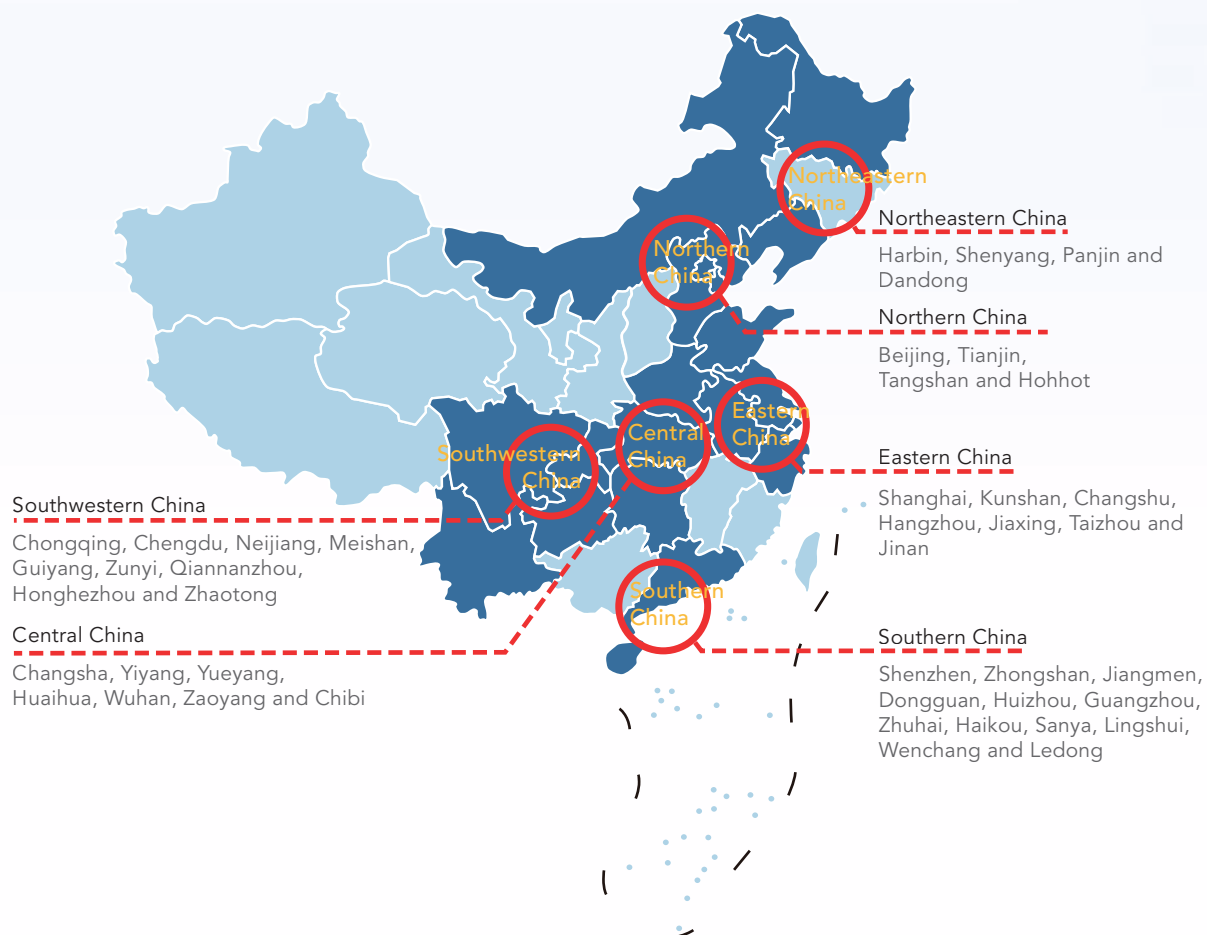 Northeastern
China
Northern
China
Eastern
China
Central
China
Southwestern
China
Southern
China
Northeastern China
Harbin, Shenyang, Panjin and
Dandong
Northern China
Beijing, Tianjin,
Tangshan and Hohhot
Eastern China
Shanghai, Kunshan, Changshu,
Hangzhou, Jiaxing, Taizhou and
Jinan
Southwestern China
Chongqing, Chengdu, Neijiang, Meishan,
Guiyang, Zunyi, Qiannanzhou,
Honghezhou and Zhaotong
Central China
Changsha, Yiyang, Yueyang,
Huaihua, Wuhan, Zaoyang and Chibi
Southern China
Shenzhen, Zhongshan, Jiangmen,
Dongguan, Huizhou, Guangzhou,
Zhuhai, Haikou, Sanya, Lingshui,
Wenchang and Ledong